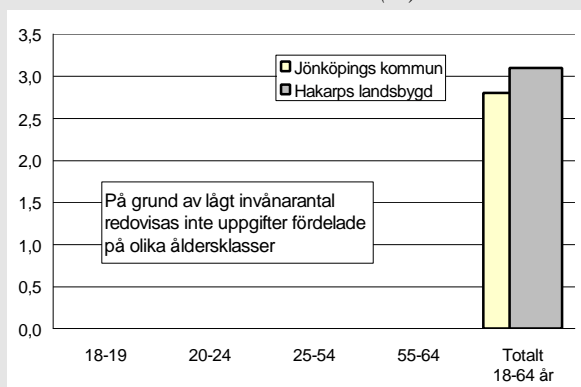 3,5
3,0
2,5
2,0
1,5
1,0
0,5
0,0
Jönköpings kommun
Hakarps landsbygd
På grund av lågt invånarantal
redovisas inte uppgifter fördelade
på olika åldersklasser
18-19 20-24 25-54 55-64 Totalt
18-64 år